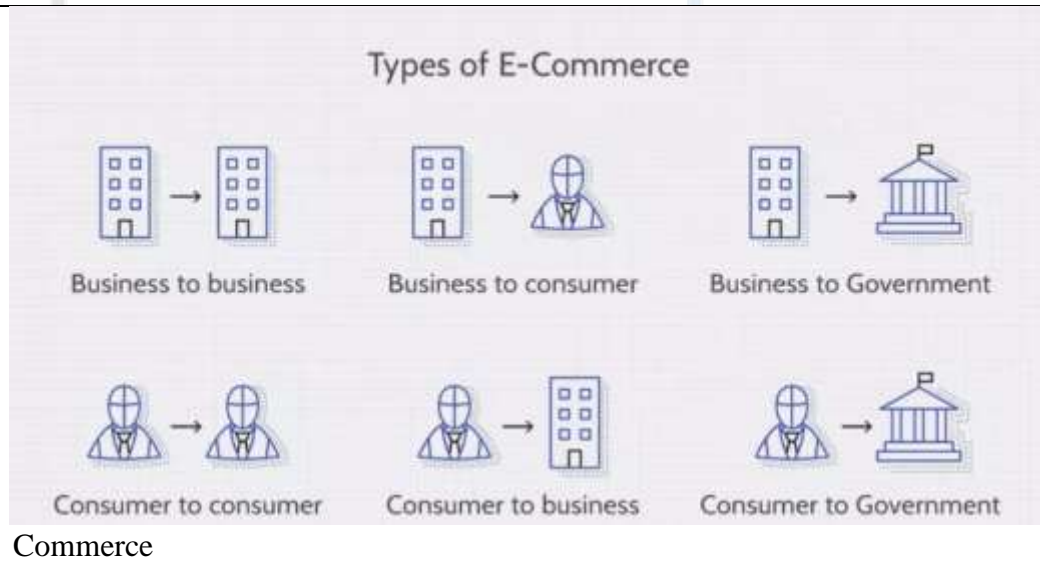 Types of E-Commerce
Business to business Business to consumer Business to Government
Consumer to consumer Consumer to business Consumer to Government
Commerce